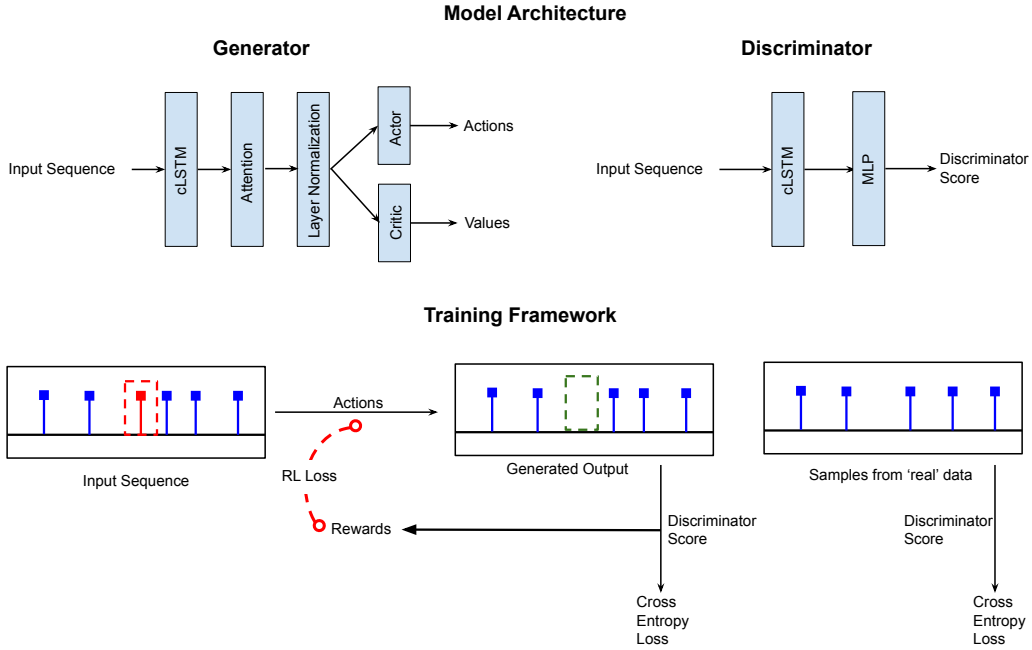 Model Architecture
Generator
Discriminator
Input Sequence
cLSTM
Attention
Layer Normalization
Actor
Critic
Actions
Values
Input Sequence
cLSTM
MLP
Discriminator
Score
Training Framework
Input Sequence
Actions
RL Loss
Rewards
Generated Output
Discriminator
Score
Cross
Entropy
Loss
Samples from ‘real’ data
Discriminator
Score
Cross
Entropy
Loss